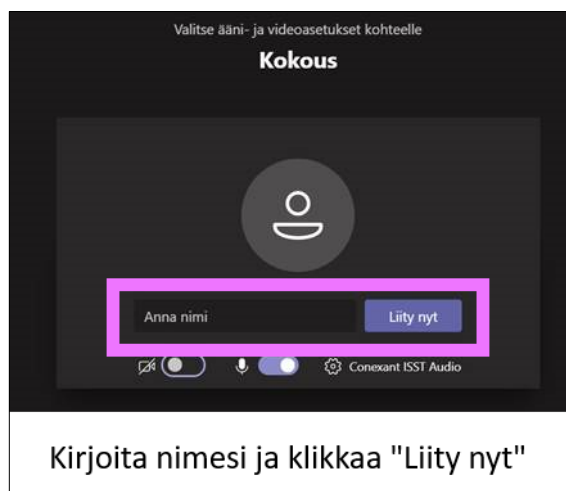 Valitse ääni- ja videoasetukset kohteelle
Kokous
Anna nimi
Liity nyt
Conexant ISST Audio
Kirjoita nimesi ja klikkaa "Liity nyt"